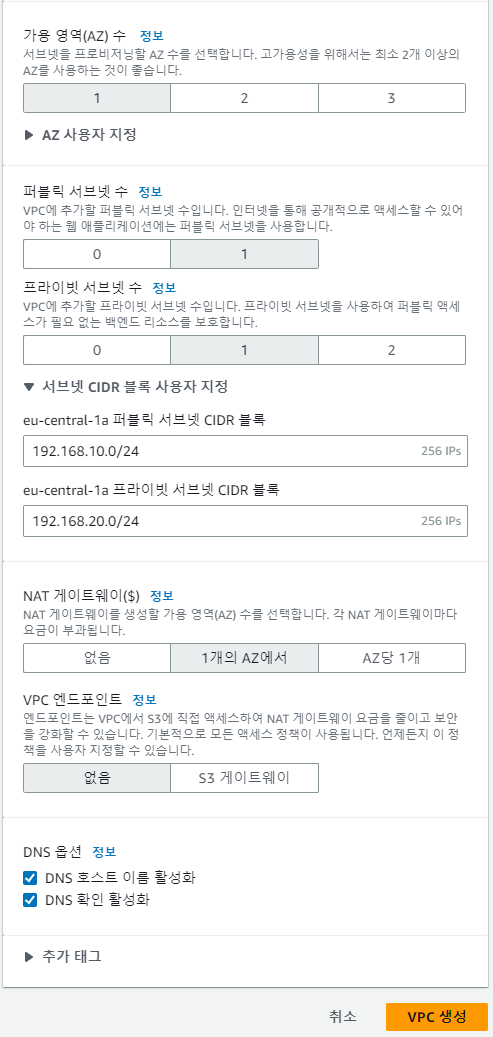 가용 영역(AZ) 수 정보
서브넷을 프로비저닝할 AZ 수를 선택합니다. 고가용성을 위해서는 최소 2개 이상의
AZ를 사용하는 것이 좋습니다.
1 2 3
▶ AZ 사용자 지정
퍼블릭 서브넷 수 정보
VPC에 추가할 퍼블릭 서브넷 수입니다. 인터넷을 통해 공개적으로 액세스할 수 있어
야 하는 웹 애플리케이션에는 퍼블릭 서브넷을 사용합니다.
0 1
프라이빗 서브넷 수 정보
VPC에 추가할 프라이빗 서브넷 수입니다. 프라이빗 서브넷을 사용하여 퍼블릭 액세
스가 필요 없는 백엔드 리소스를 보호합니다.
0 1 2
▼ 서브넷 CIDR 블록 사용자 지정
eu-central-1a 퍼블릭 서브넷 CIDR 블록
192.168.10.0/24 256 IPs
eu-central-1a 프라이빗 서브넷 CIDR 블록
192.168.20.0/24 256 IPs
NAT 게이트웨이($) 정보
NAT 게이트웨이를 생성할 가용 영역(AZ) 수를 선택합니다. 각 NAT 게이트웨이마다
요금이 부과됩니다.
없음 1개의 AZ에서 AZ당 1개
VPC 엔드포인트 정보
엔드포인트는 VPC에서 S3에 직접 액세스하여 NAT 게이트웨이 요금을 줄이고 보안
을 강화할 수 있습니다. 기본적으로 모든 액세스 정책이 사용됩니다. 언제든지 이 정
책을 사용자 지정할 수 있습니다.
없음 S3 게이트웨이
DNS 옵션 정보
DNS 호스트 이름 활성화
DNS 확인 활성화
▶ 추가 태그
취소 VPC 생성